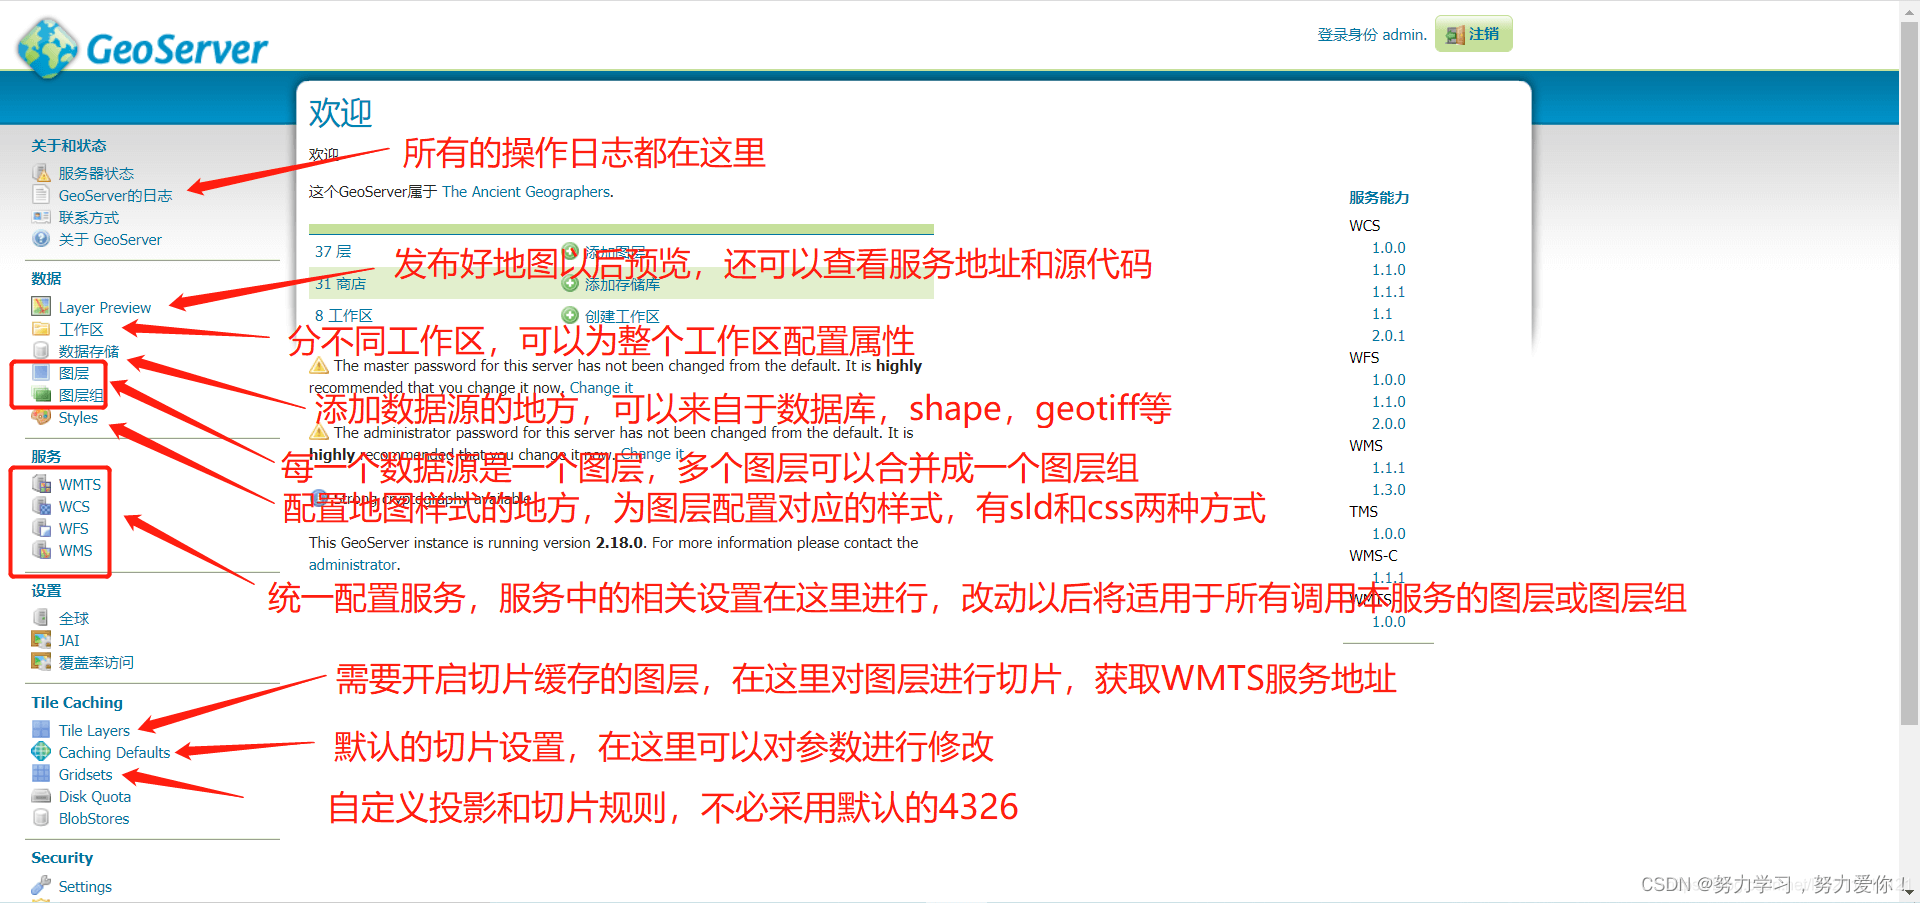 GeoServer
登录身份 admin.
注销
关于和状态
服务器状态
GeoServer的日志
联系方式
关于 GeoServer
数据
Layer Preview
工作区
数据存储
图层
图层组
Styles
服务
WMTS
WCS
WFS
WMS
设置
全球
JAI
覆盖率访问
Tile Caching
Tile Layers
Caching Defaults
Gridsets
Disk Quota
BlobStores
Security
Settings
欢迎
欢迎
所有的操作日志都在这里
这个GeoServer属于 The Ancient Geographers.
37 层
添加图层
发布好地图以后预览，还可以查看服务地址和源代码
31 商店
添加存储库
8 工作区
创建工作区
分不同工作区，可以为整个工作区配置属性
The master password for this server has not been changed from the default. It is highly
recommended that you change it now. Change it
添加数据源的地方，可以来自于数据库，shape，geotiff等
The administrator password for this server has not been changed from the default. It is
highly recommended that you change it now. Change it
每一个数据源是一个图层，多个图层可以合并成一个图层组
Strong cryptography available
配置地图样式的地方，为图层配置对应的样式，有sld和css两种方式
This GeoServer instance is running version 2.18.0. For more information please contact the
administrator.
统一配置服务，服务中的相关设置在这里进行，改动以后将适用于所有调用本服务的图层或图层组
需要开启切片缓存的图层，在这里对图层进行切片，获取WMTS服务地址
默认的切片设置，在这里可以对参数进行修改
自定义投影和切片规则，不必采用默认的4326
服务能力
WCS
1.0.0
1.1.0
1.1.1
1.1
2.0.1
WFS
1.0.0
1.1.0
2.0.0
WMS
1.1.1
1.3.0
TMS
1.0.0
WMS-C
1.1.1
WMTS
1.0.0
CSDN @努力学习，努力爱你！